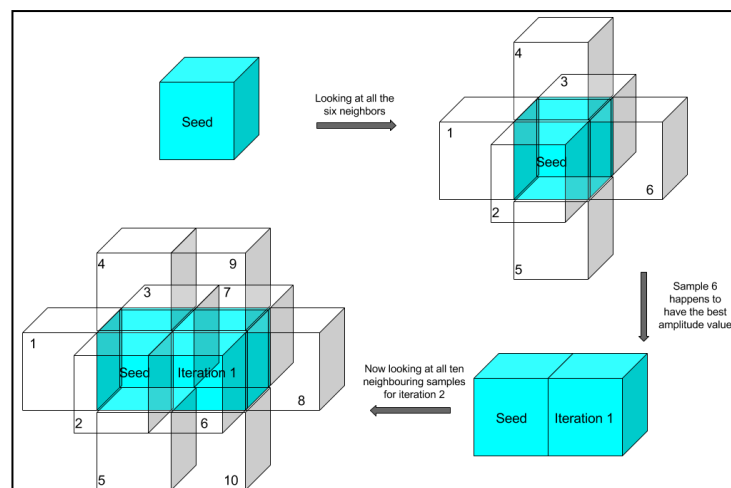 Seed
Looking at all the
six neighbors
4
3
1
Seed
2
6
5
Sample 6
happens to
have the best
amplitude value
4
9
3
7
1
Seed
Iteration 1
8
2
6
5
10
Now looking at all ten
neighbouring samples
for iteration 2
Seed
Iteration 1